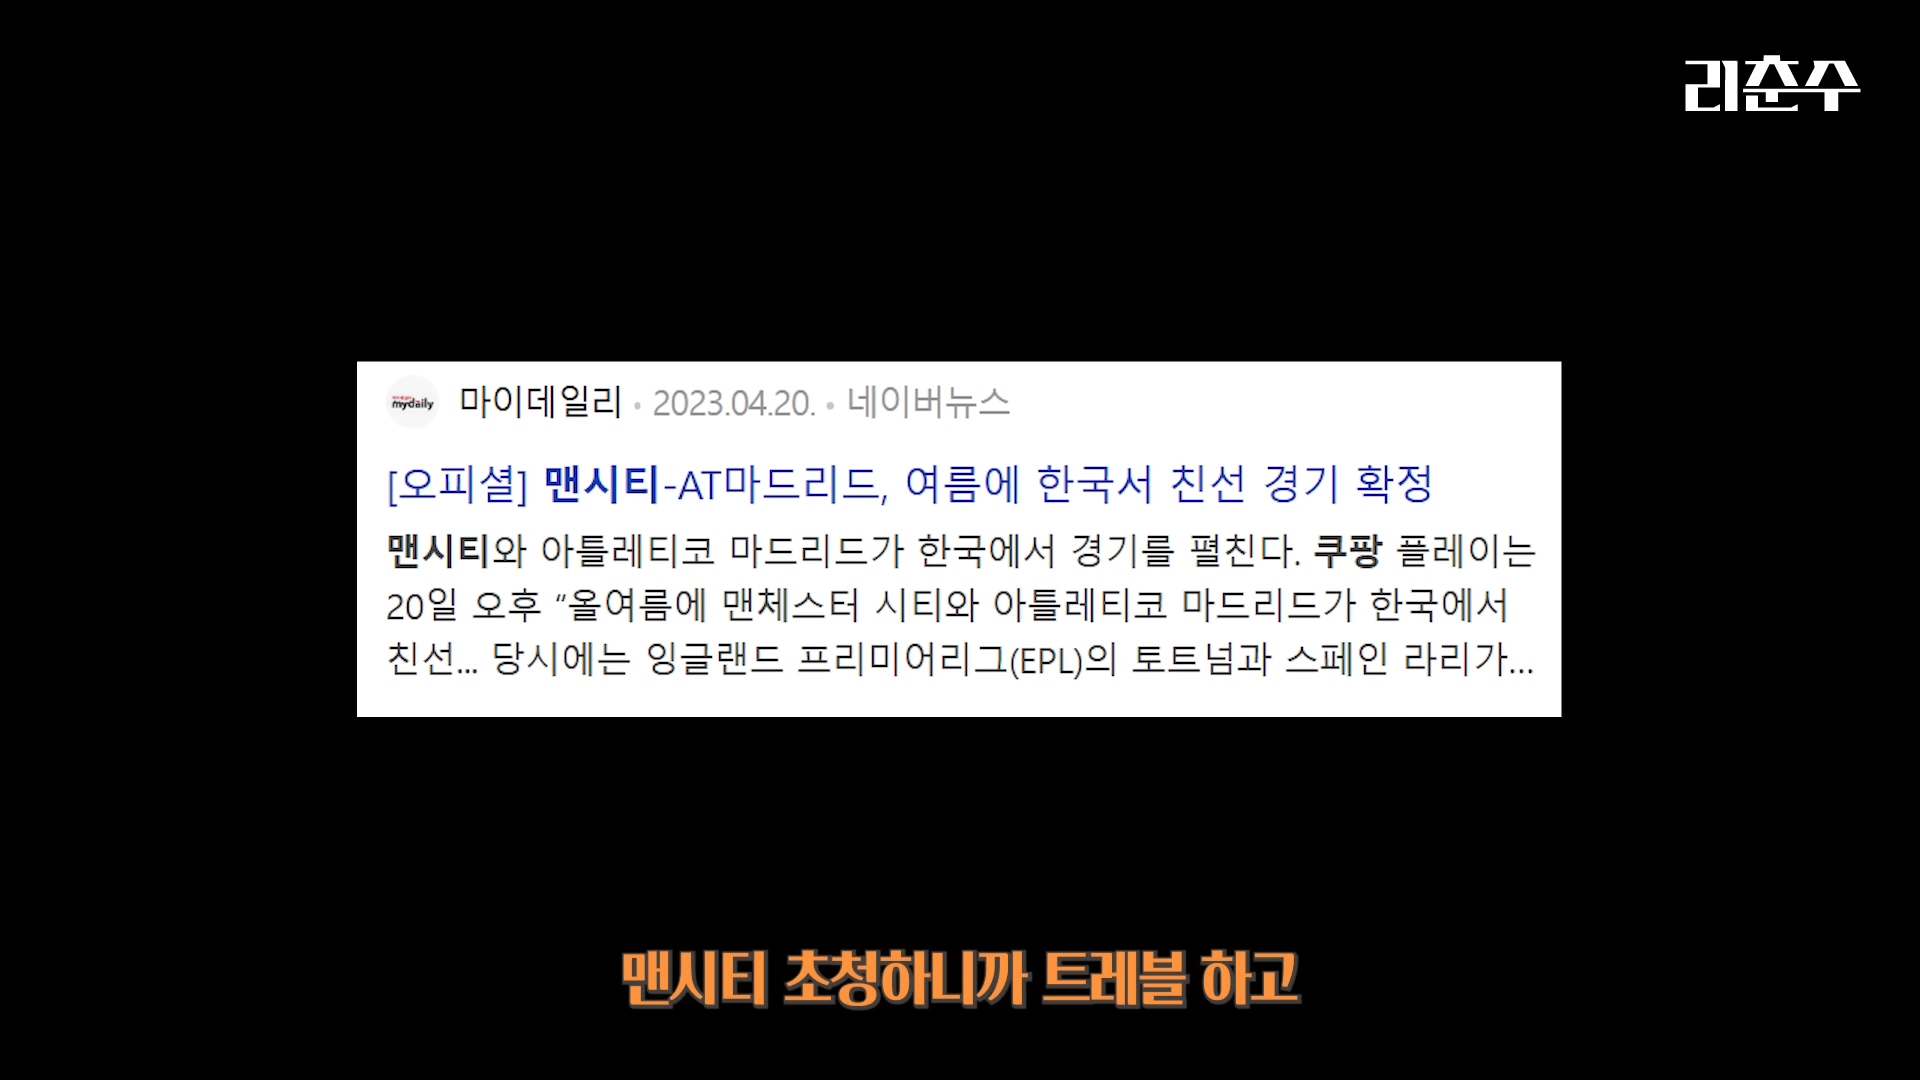 리춘수
mydaily
마이데일리 · 2023.04.20. · 네이버뉴스
[오피셜] 맨시티-AT마드리드, 여름에 한국서 친선 경기 확정
맨시티와 아틀레티코 마드리드가 한국에서 경기를 펼친다. 쿠팡 플레이는
20일 오후 “올여름에 맨체스터 시티와 아틀레티코 마드리드가 한국에서
친선... 당시에는 잉글랜드 프리미어리그(EPL)의 토트넘과 스페인 라리가...
맨시티 초청하니까 트레블 하고